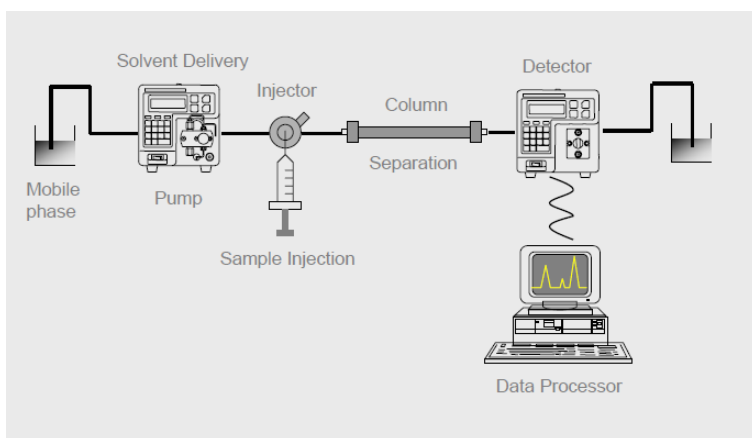 Solvent Delivery
Injector
Column
Detector
Mobile
phase
Pump
Separation
Sample Injection
Data Processor